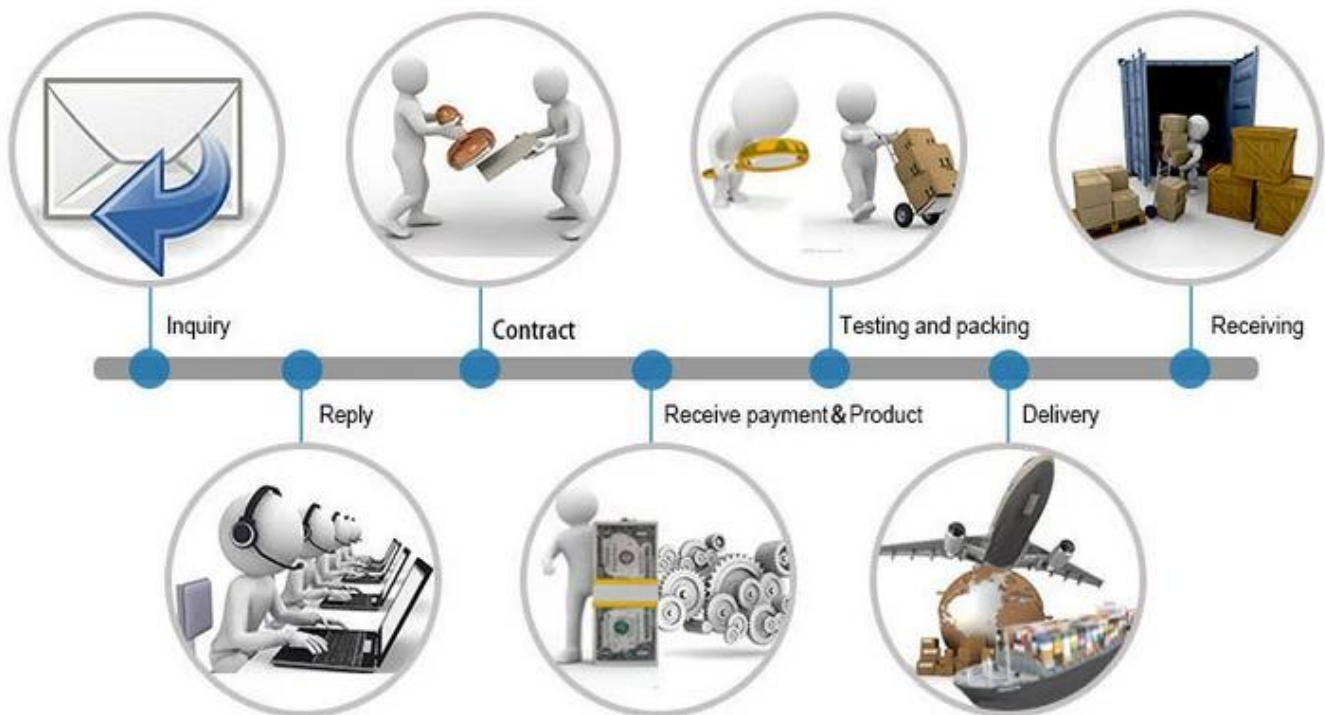 Inquiry
Reply
Contract
Receive payment & Product
Testing and packing
Delivery
Receiving